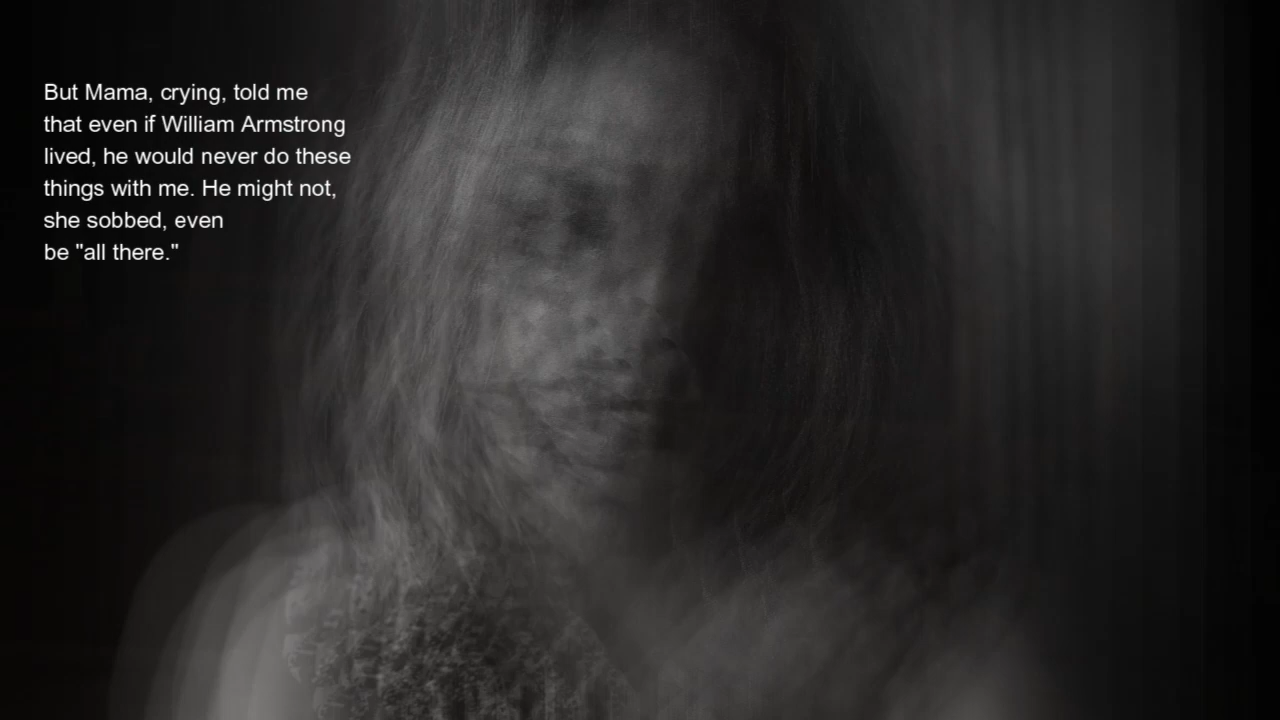 But Mama, crying, told me
that even if William Armstrong
lived, he would never do these
things with me. He might not,
she sobbed, even
be "all there."